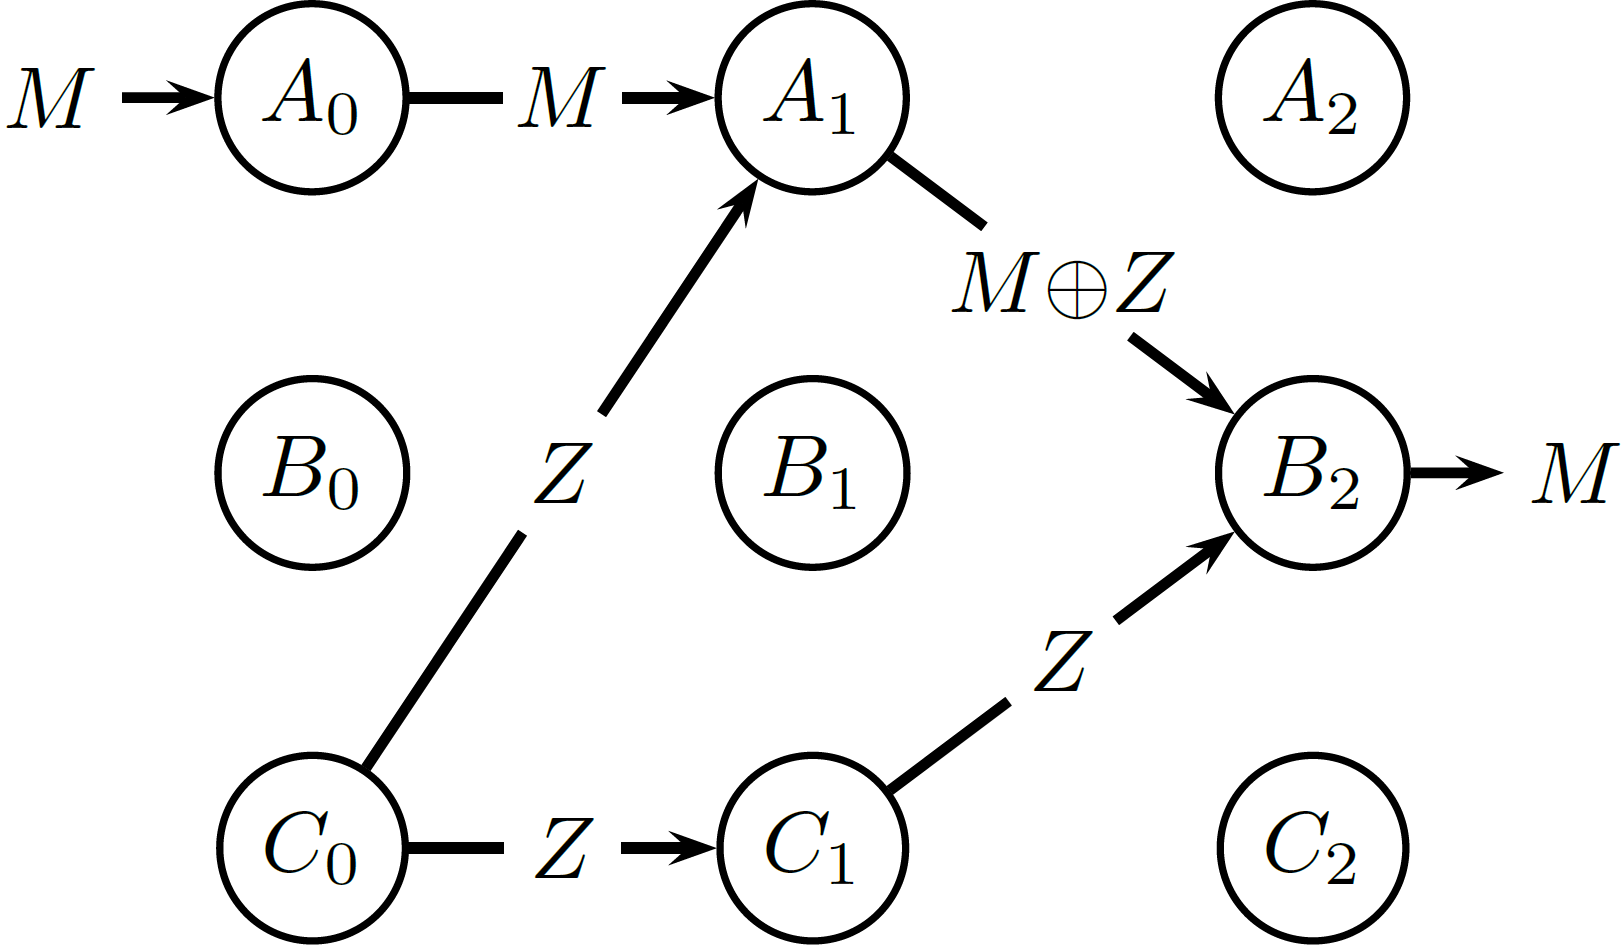 M A₀ M A₁ A₂
M⊕Z
B₀ Z B₁ B₂ M
Z
C₀ Z C₁ C₂